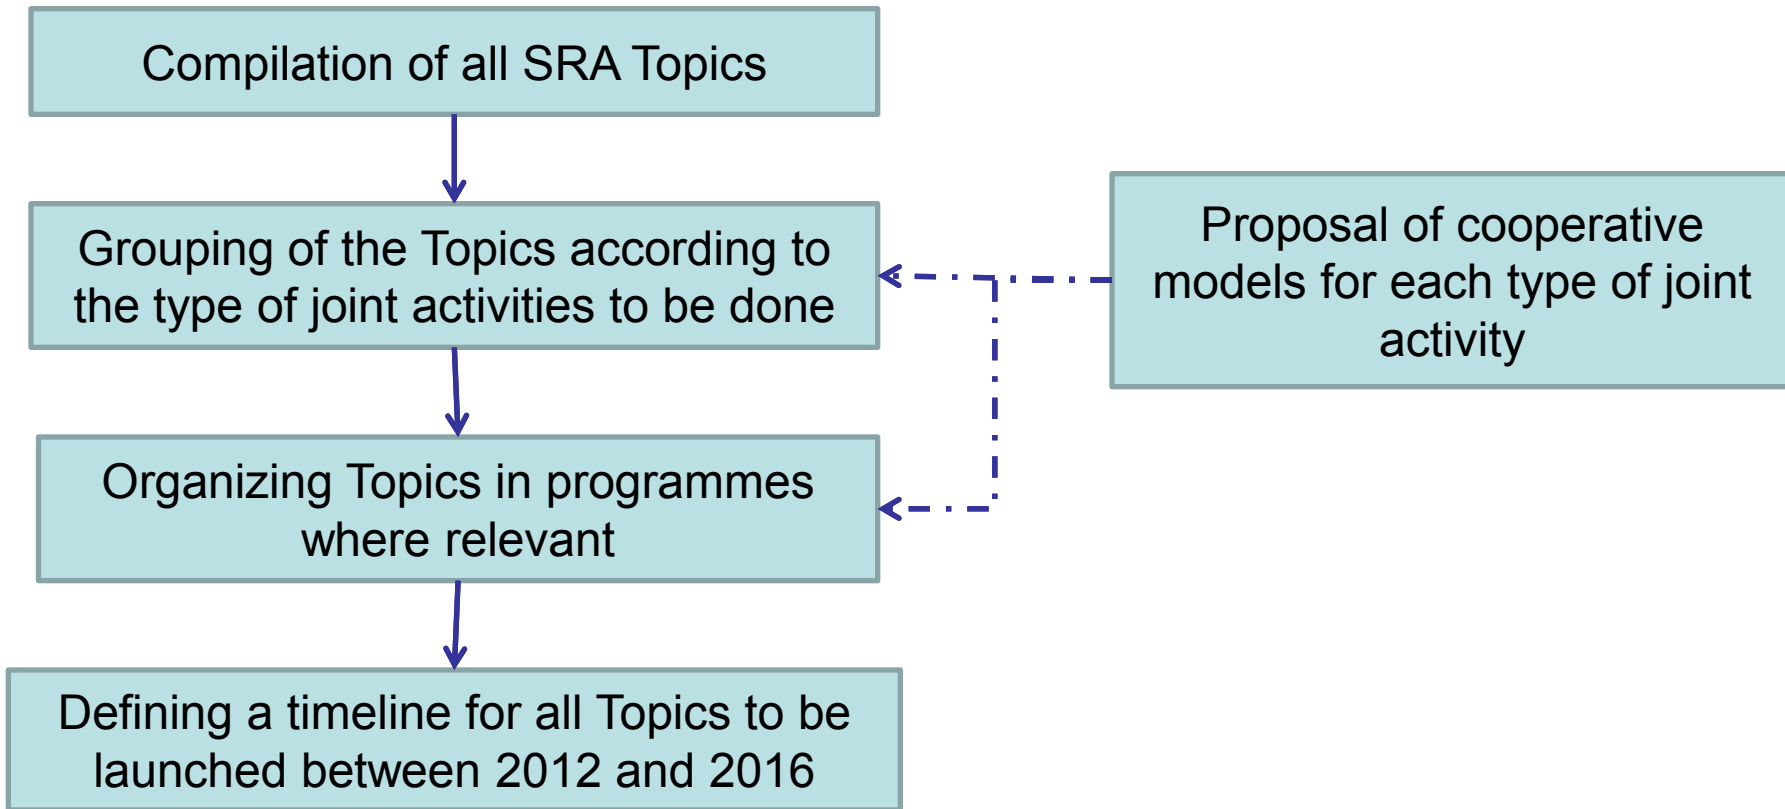 Compilation of all SRA Topics
Grouping of the Topics according to
the type of joint activities to be done
Proposal of cooperative
models for each type of joint
activity
Organizing Topics in programmes
where relevant
Defining a timeline for all Topics to be
launched between 2012 and 2016